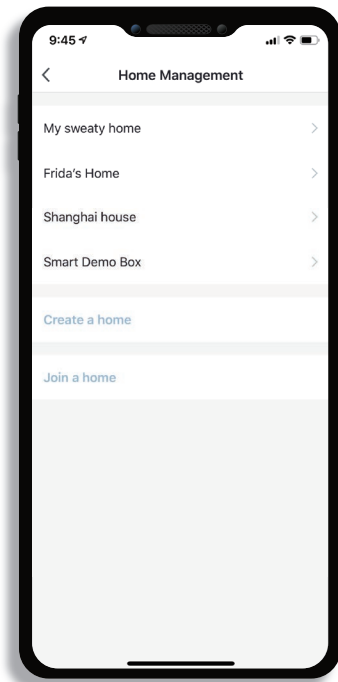 9:45
Home Management
My sweaty home
Frida's Home
Shanghai house
Smart Demo Box
Create a home
Join a home